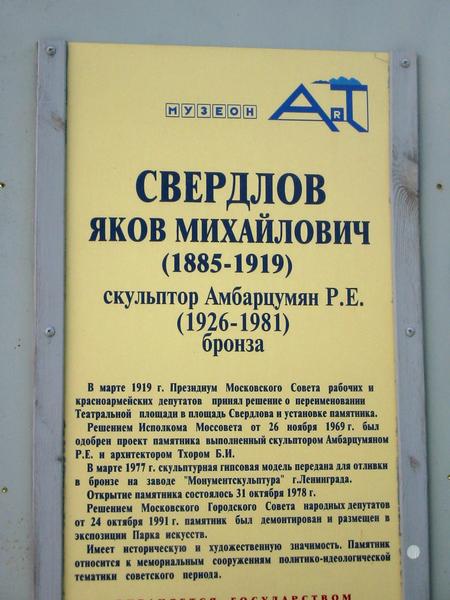 МУЗЕОН АRТ
СВЕРДЛОВ
ЯКОВ МИХАЙЛОВИЧ
(1885-1919)
скульптор Амбарцумян Р.Е.
(1926-1981)
бронза
В марте 1919 г. Президиум Московского Совета рабочих и
красноармейских депутатов принял решение о переименовании
Театральной площади в площадь Свердлова и установке памятника.
Решением Исполкома Моссовета от 26 ноября 1969 г. был
одобрен проект памятника выполненный скульптором Амбарцумяном
Р.Е. и архитектором Тхором Б.И.
В марте 1977 г. скульптурная гипсовая модель передана для отливки
в бронзе на заводе "Монументскульптура" г.Ленинграда.
Открытие памятника состоялось 31 октября 1978 г.
Решением Московского Городского Совета народных депутатов
от 24 октября 1991 г. памятник был демонтирован и размещен в
экспозиции Парка искусств.
Имеет историческую и художественную значимость. Памятник
относится к мемориальным сооружениям политико-идеологической
тематики советского периода.
ОХРАНЯЕТСЯ ГОСУДАРСТВОМ